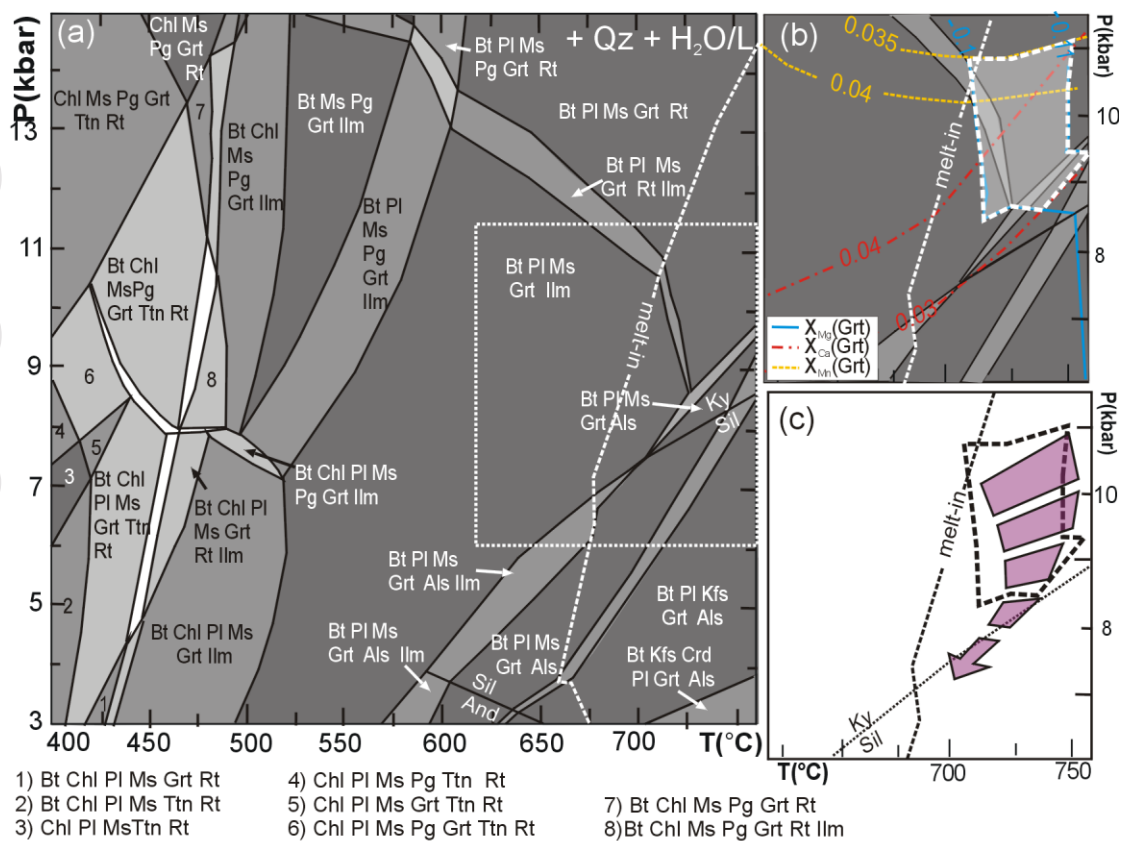 (a)
P(kbar)
Chl
Ms
Pg Grt
Rt
Bt Pl Ms
Pg Grt Rt
+ Qz + H₂O/L
Chl Ms Pg Grt
Ttn Rt
7
Bt Chl
Ms
Pg
Grt Ilm
Bt Ms Pg
Grt Ilm
Bt Pl Ms Grt Rt
Bt Pl Ms
Grt Rt Ilm
Bt Chl
MsPg
Grt Ttn Rt
Bt Pl
Ms
Pg
Grt
Ilm
Bt Pl Ms
Grt Ilm
melt-in
6
8
Bt Pl Ms
Grt Als
Ky
Sil
4
5
3
Bt Chl
Pl Ms
Grt Ttn
Rt
Bt Chl Pl
Ms Grt
Rt Ilm
Bt Chl Pl Ms
Pg Grt Ilm
Bt Pl Ms
Grt Als Ilm
2
Bt Chl Pl Ms
Grt Ilm
Bt Pl Ms
Grt Als Ilm
Bt Pl Ms
Grt Als
Bt Pl Kfs
Grt Als
Bt Kfs Crd
Pl Grt Als
Sil
And
1
13
11
9
7
5
3
400
450
500
550
600
650
700
T(°C)
(b)
P(kbar)
0.035
0.04
0.1
0.11
10
8
melt-in
0.04
0.03
X Mg(Grt)
X Ca(Grt)
X Mn(Grt)
(c)
P(kbar)
melt-in
10
8
Ky
Sil
T(°C)
700
750
1) Bt Chl Pl Ms Grt Rt
2) Bt Chl Pl Ms Ttn Rt
3) Chl Pl MsTtn Rt
4) Chl Pl Ms Pg Ttn Rt
5) Chl Pl Ms Grt Ttn Rt
6) Chl Pl Ms Pg Grt Ttn Rt
7) Bt Chl Ms Pg Grt Rt
8)Bt Chl Ms Pg Grt Rt Ilm